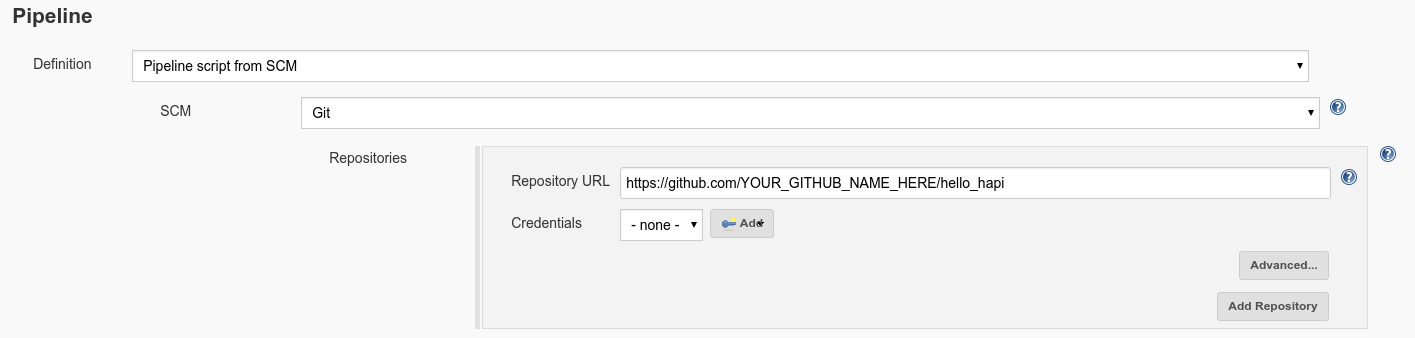 Pipeline
Definition Pipeline script from SCM
SCM Git
Repositories
Repository URL https://github.com/YOUR_GITHUB_NAME_HERE/hello_hapi
Credentials - none - Add
Advanced...
Add Repository